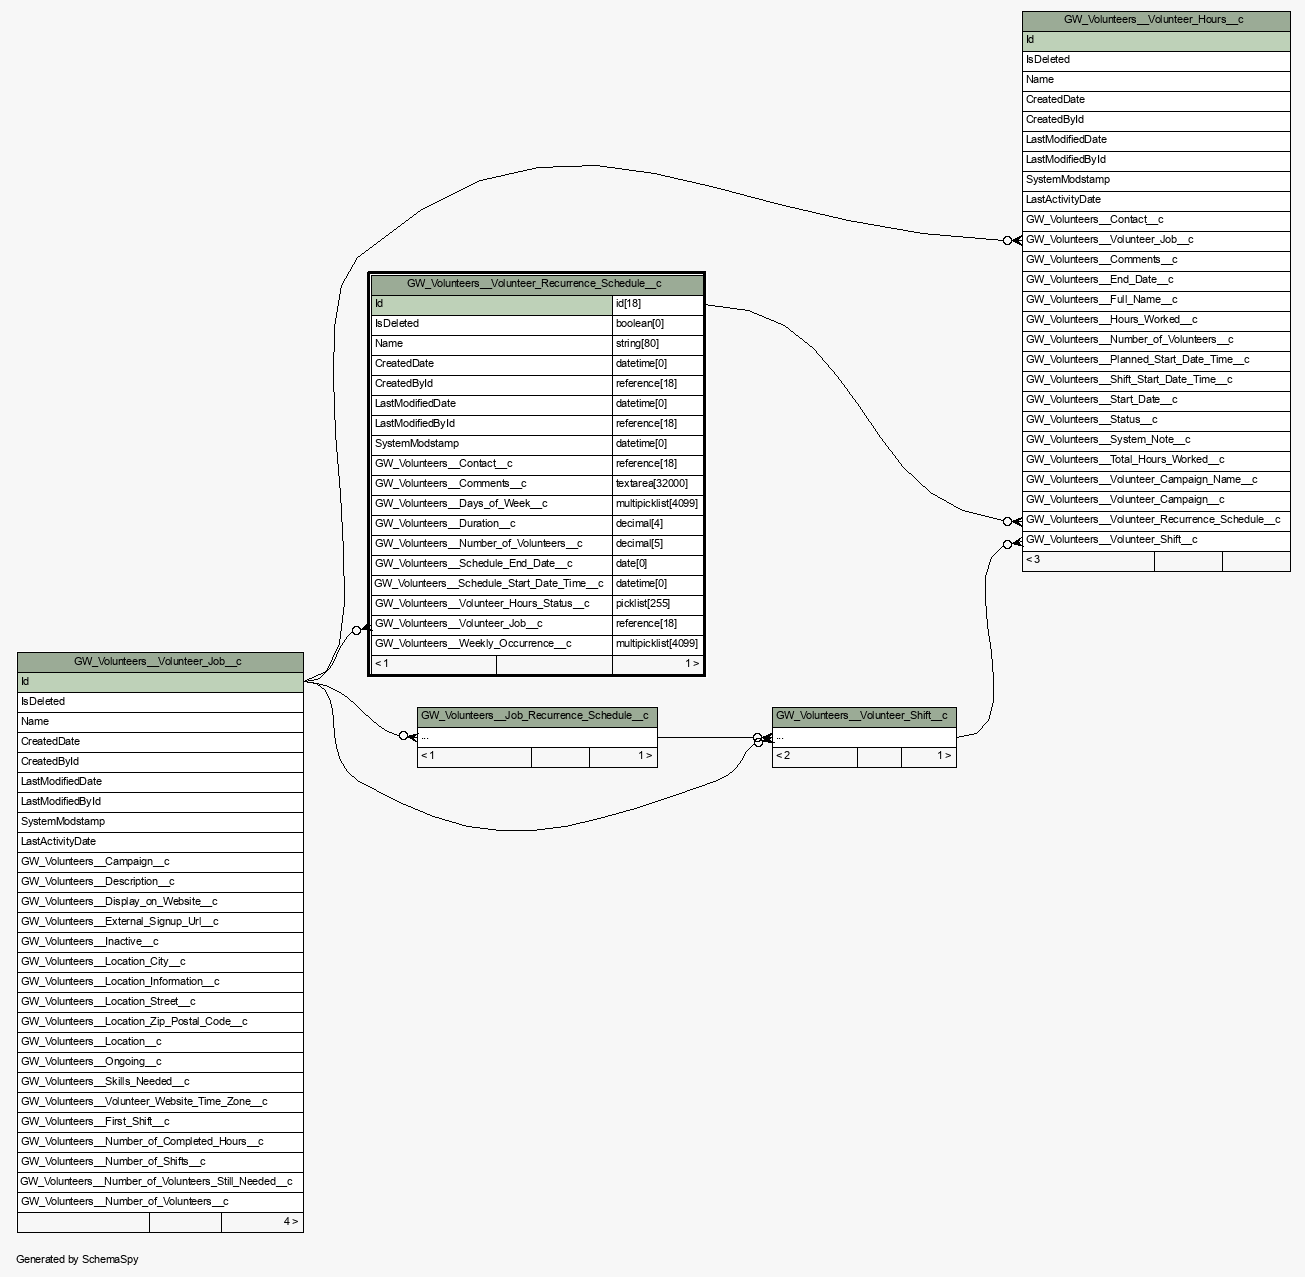 GW_Volunteers__Volunteer_Hours__c
Id
IsDeleted
Name
CreatedDate
CreatedById
LastModifiedDate
LastModifiedById
SystemModstamp
LastActivityDate
GW_Volunteers__Contact__c
GW_Volunteers__Volunteer_Job__c
GW_Volunteers__Comments__c
GW_Volunteers__End_Date__c
GW_Volunteers__Full_Name__c
GW_Volunteers__Hours_Worked__c
GW_Volunteers__Number_of_Volunteers__c
GW_Volunteers__Planned_Start_Date_Time__c
GW_Volunteers__Shift_Start_Date_Time__c
GW_Volunteers__Start_Date__c
GW_Volunteers__Status__c
GW_Volunteers__System_Note__c
GW_Volunteers__Total_Hours_Worked__c
GW_Volunteers__Volunteer_Campaign_Name__c
GW_Volunteers__Volunteer_Campaign__c
GW_Volunteers__Volunteer_Recurrence_Schedule__c
GW_Volunteers__Volunteer_Shift__c
< 3
GW_Volunteers__Volunteer_Recurrence_Schedule__c
Id id[18]
IsDeleted boolean[0]
Name string[80]
CreatedDate datetime[0]
CreatedById reference[18]
LastModifiedDate datetime[0]
LastModifiedById reference[18]
SystemModstamp datetime[0]
GW_Volunteers__Contact__c reference[18]
GW_Volunteers__Comments__c textarea[32000]
GW_Volunteers__Days_of_Week__c multipicklist[4099]
GW_Volunteers__Duration__c decimal[4]
GW_Volunteers__Number_of_Volunteers__c decimal[5]
GW_Volunteers__Schedule_End_Date__c date[0]
GW_Volunteers__Schedule_Start_Date_Time__c datetime[0]
GW_Volunteers__Volunteer_Hours_Status__c picklist[255]
GW_Volunteers__Volunteer_Job__c reference[18]
GW_Volunteers__Weekly_Occurrence__c multipicklist[4099]
< 1 1 >
GW_Volunteers__Job_Recurrence_Schedule__c
...
< 1 1 >
GW_Volunteers__Volunteer_Shift__c
...
< 2 1 >
GW_Volunteers__Volunteer_Job__c
Id
IsDeleted
Name
CreatedDate
CreatedById
LastModifiedDate
LastModifiedById
SystemModstamp
LastActivityDate
GW_Volunteers__Campaign__c
GW_Volunteers__Description__c
GW_Volunteers__Display_on_Website__c
GW_Volunteers__External_Signup_Url__c
GW_Volunteers__Inactive__c
GW_Volunteers__Location_City__c
GW_Volunteers__Location_Information__c
GW_Volunteers__Location_Street__c
GW_Volunteers__Location_Zip_Postal_Code__c
GW_Volunteers__Location__c
GW_Volunteers__Ongoing__c
GW_Volunteers__Skills_Needed__c
GW_Volunteers__Volunteer_Website_Time_Zone__c
GW_Volunteers__First_Shift__c
GW_Volunteers__Number_of_Completed_Hours__c
GW_Volunteers__Number_of_Shifts__c
GW_Volunteers__Number_of_Volunteers_Still_Needed__c
GW_Volunteers__Number_of_Volunteers__c
4 >
Generated by SchemaSpy